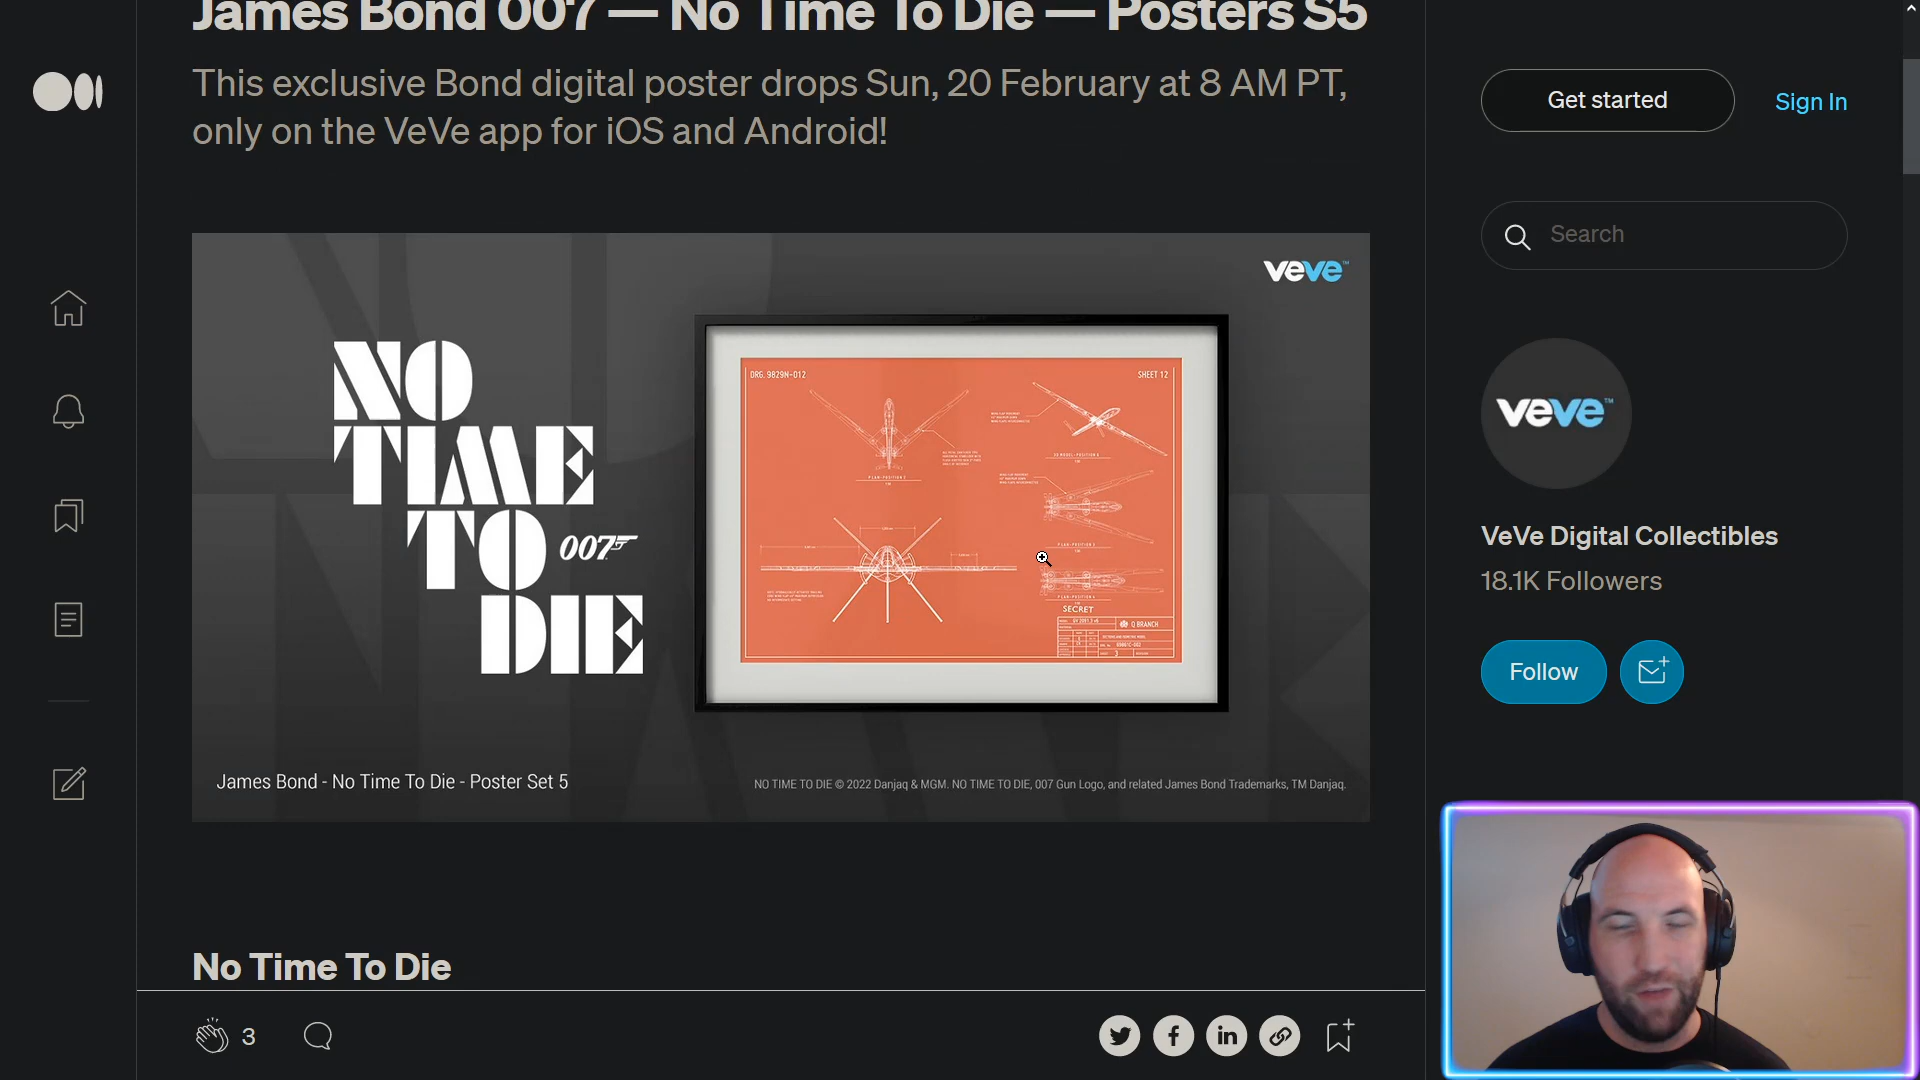 James Bond 007 — No Time To Die — Posters S5
This exclusive Bond digital poster drops Sun, 20 February at 8 AM PT,
only on the VeVe app for iOS and Android!
Get started
Sign In
Search
veve™
NO
TIME
TO 007
DIE
DRG. 9829N-012
SHEET 12
SECRET
Q BRANCH
James Bond - No Time To Die - Poster Set 5
NO TIME TO DIE © 2022 Danjaq & MGM. NO TIME TO DIE, 007 Gun Logo, and related James Bond Trademarks, TM Danjaq.
veve™
VeVe Digital Collectibles
18.1K Followers
Follow
No Time To Die
3